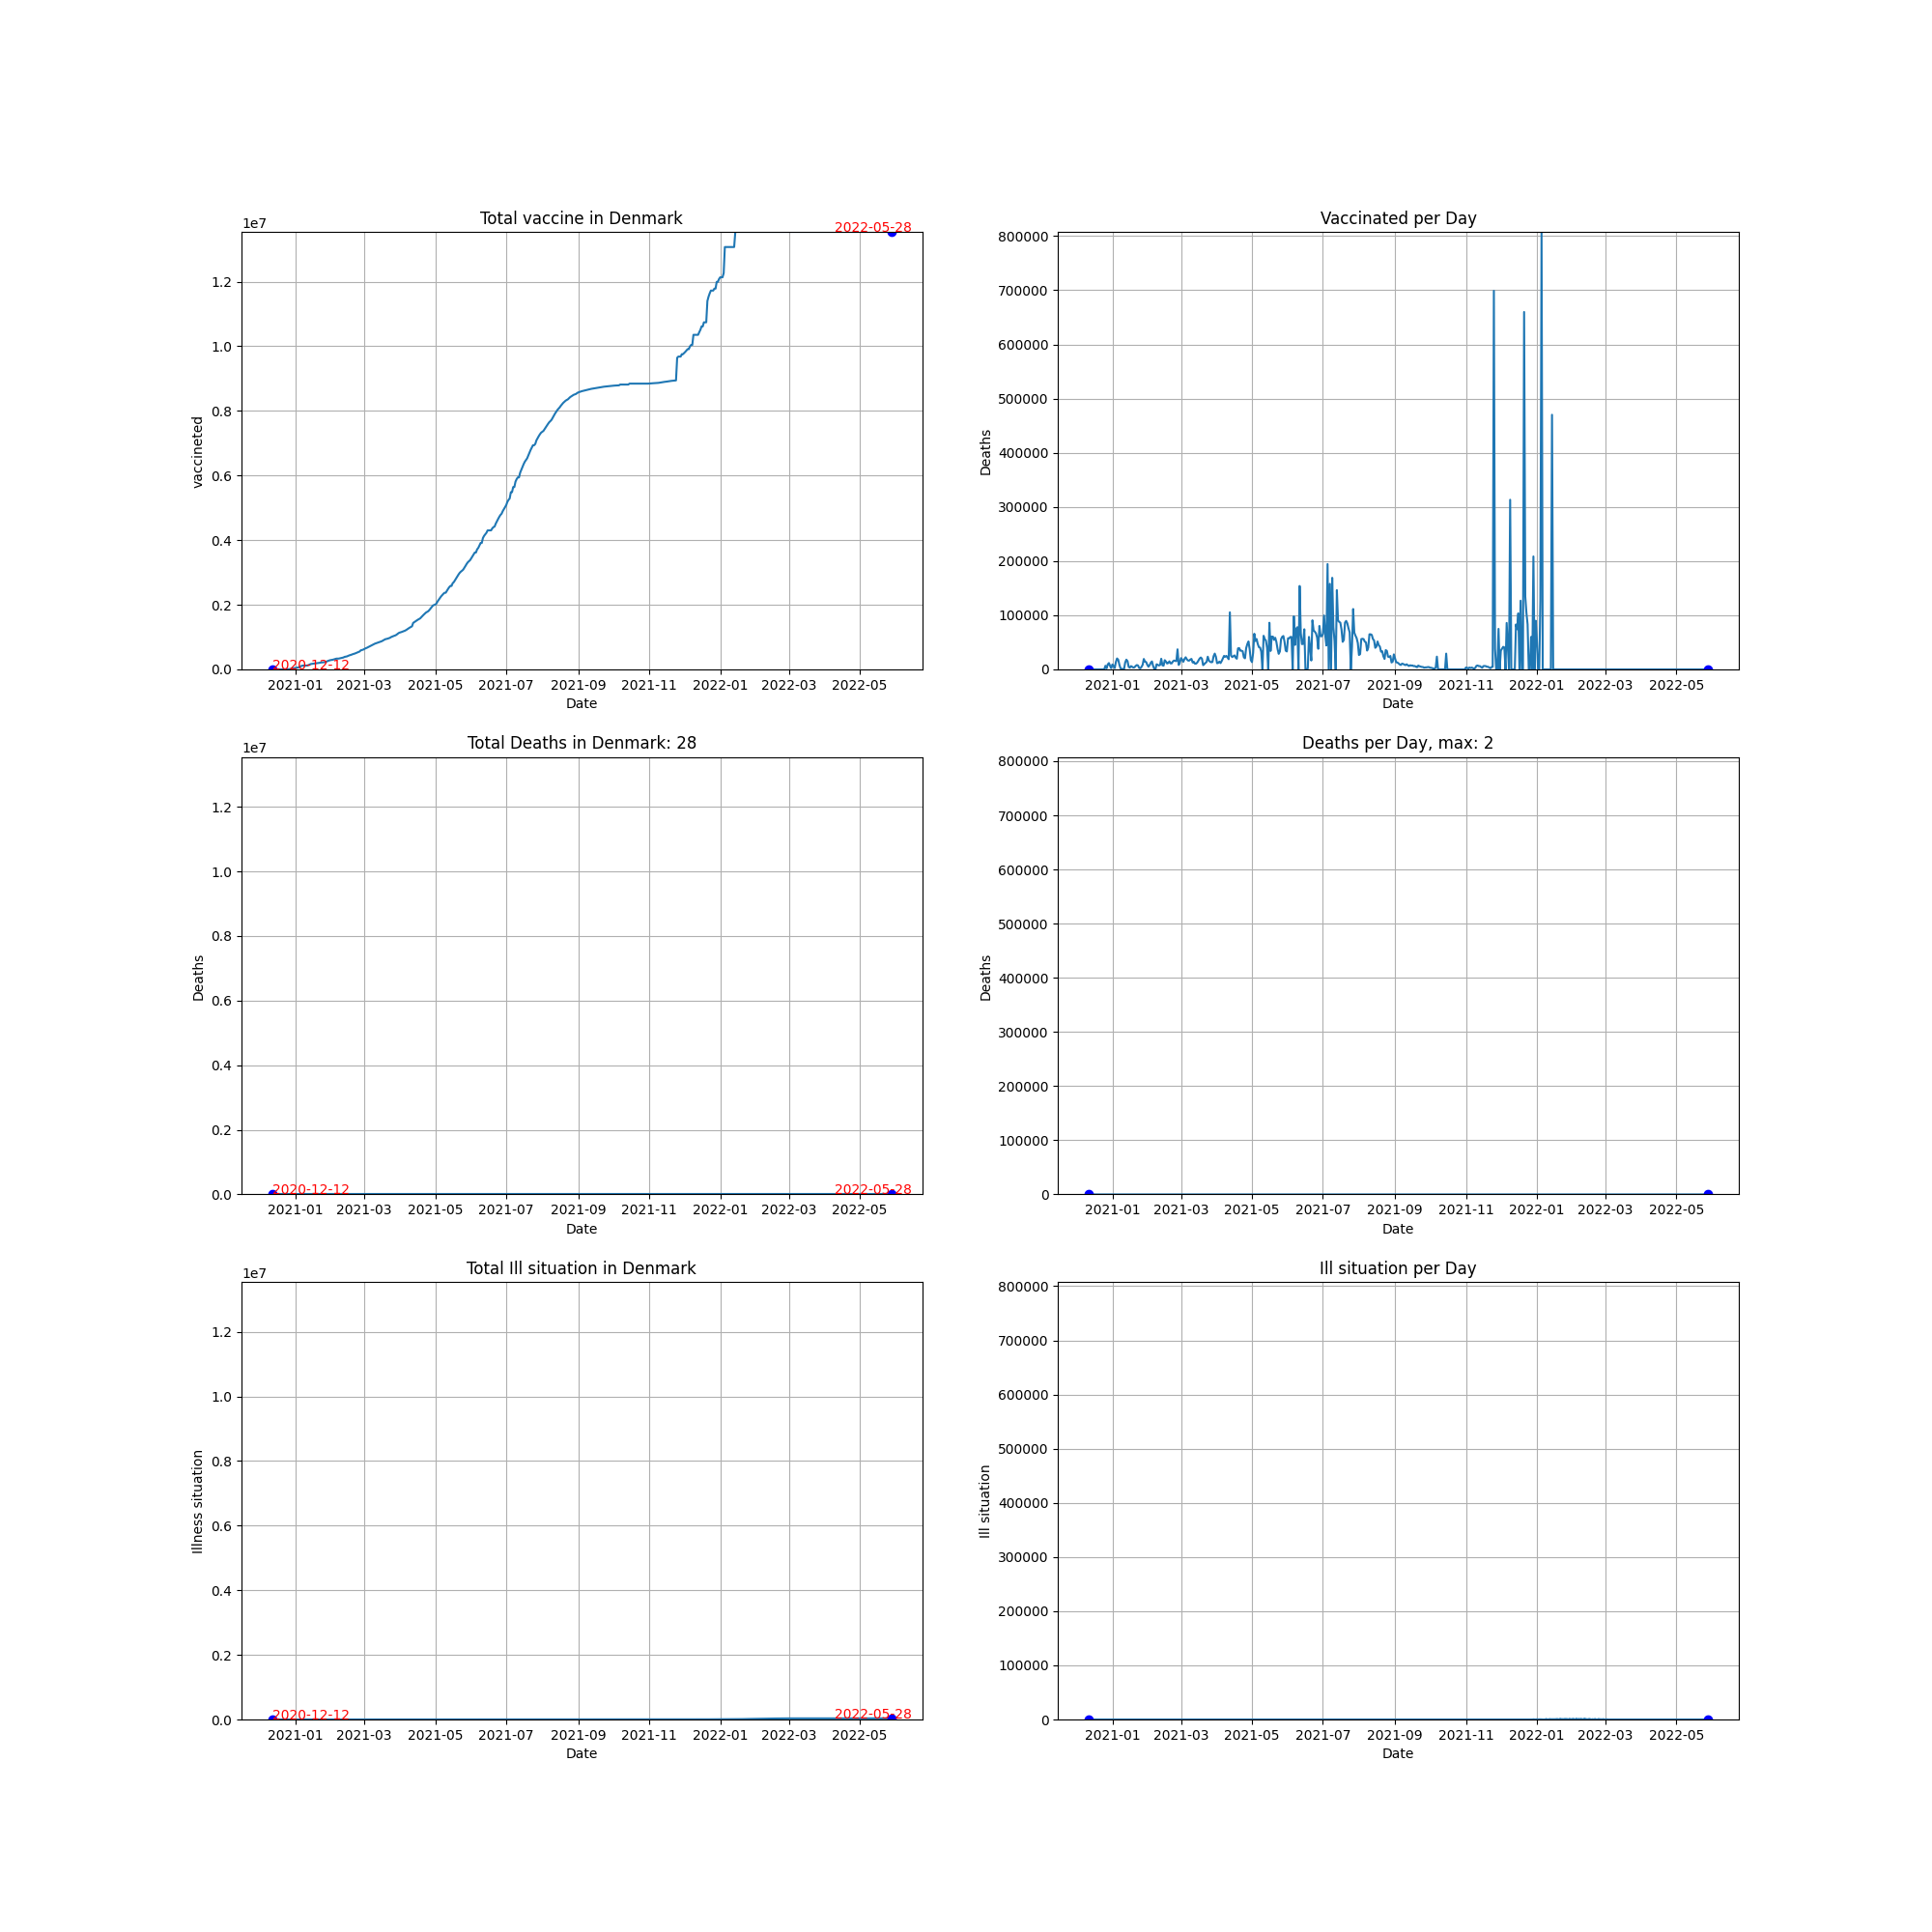 Total vaccine in Denmark
1e7
2022-05-28
1.2
1.0
0.8
0.6
0.4
0.2
0.0
vaccineted
2020-12-12
2021-01 2021-03 2021-05 2021-07 2021-09 2021-11 2022-01 2022-03 2022-05
Date
Vaccinated per Day
800000
700000
600000
500000
400000
300000
200000
100000
0
Deaths
2021-01 2021-03 2021-05 2021-07 2021-09 2021-11 2022-01 2022-03 2022-05
Date
Total Deaths in Denmark: 28
1e7
1.2
1.0
0.8
0.6
0.4
0.2
0.0
Deaths
2020-12-12
2022-05-28
2021-01 2021-03 2021-05 2021-07 2021-09 2021-11 2022-01 2022-03 2022-05
Date
Deaths per Day, max: 2
800000
700000
600000
500000
400000
300000
200000
100000
0
Deaths
2021-01 2021-03 2021-05 2021-07 2021-09 2021-11 2022-01 2022-03 2022-05
Date
Total Ill situation in Denmark
1e7
1.2
1.0
0.8
0.6
0.4
0.2
0.0
Illness situation
2020-12-12
2022-05-28
2021-01 2021-03 2021-05 2021-07 2021-09 2021-11 2022-01 2022-03 2022-05
Date
Ill situation per Day
800000
700000
600000
500000
400000
300000
200000
100000
0
Ill situation
2021-01 2021-03 2021-05 2021-07 2021-09 2021-11 2022-01 2022-03 2022-05
Date